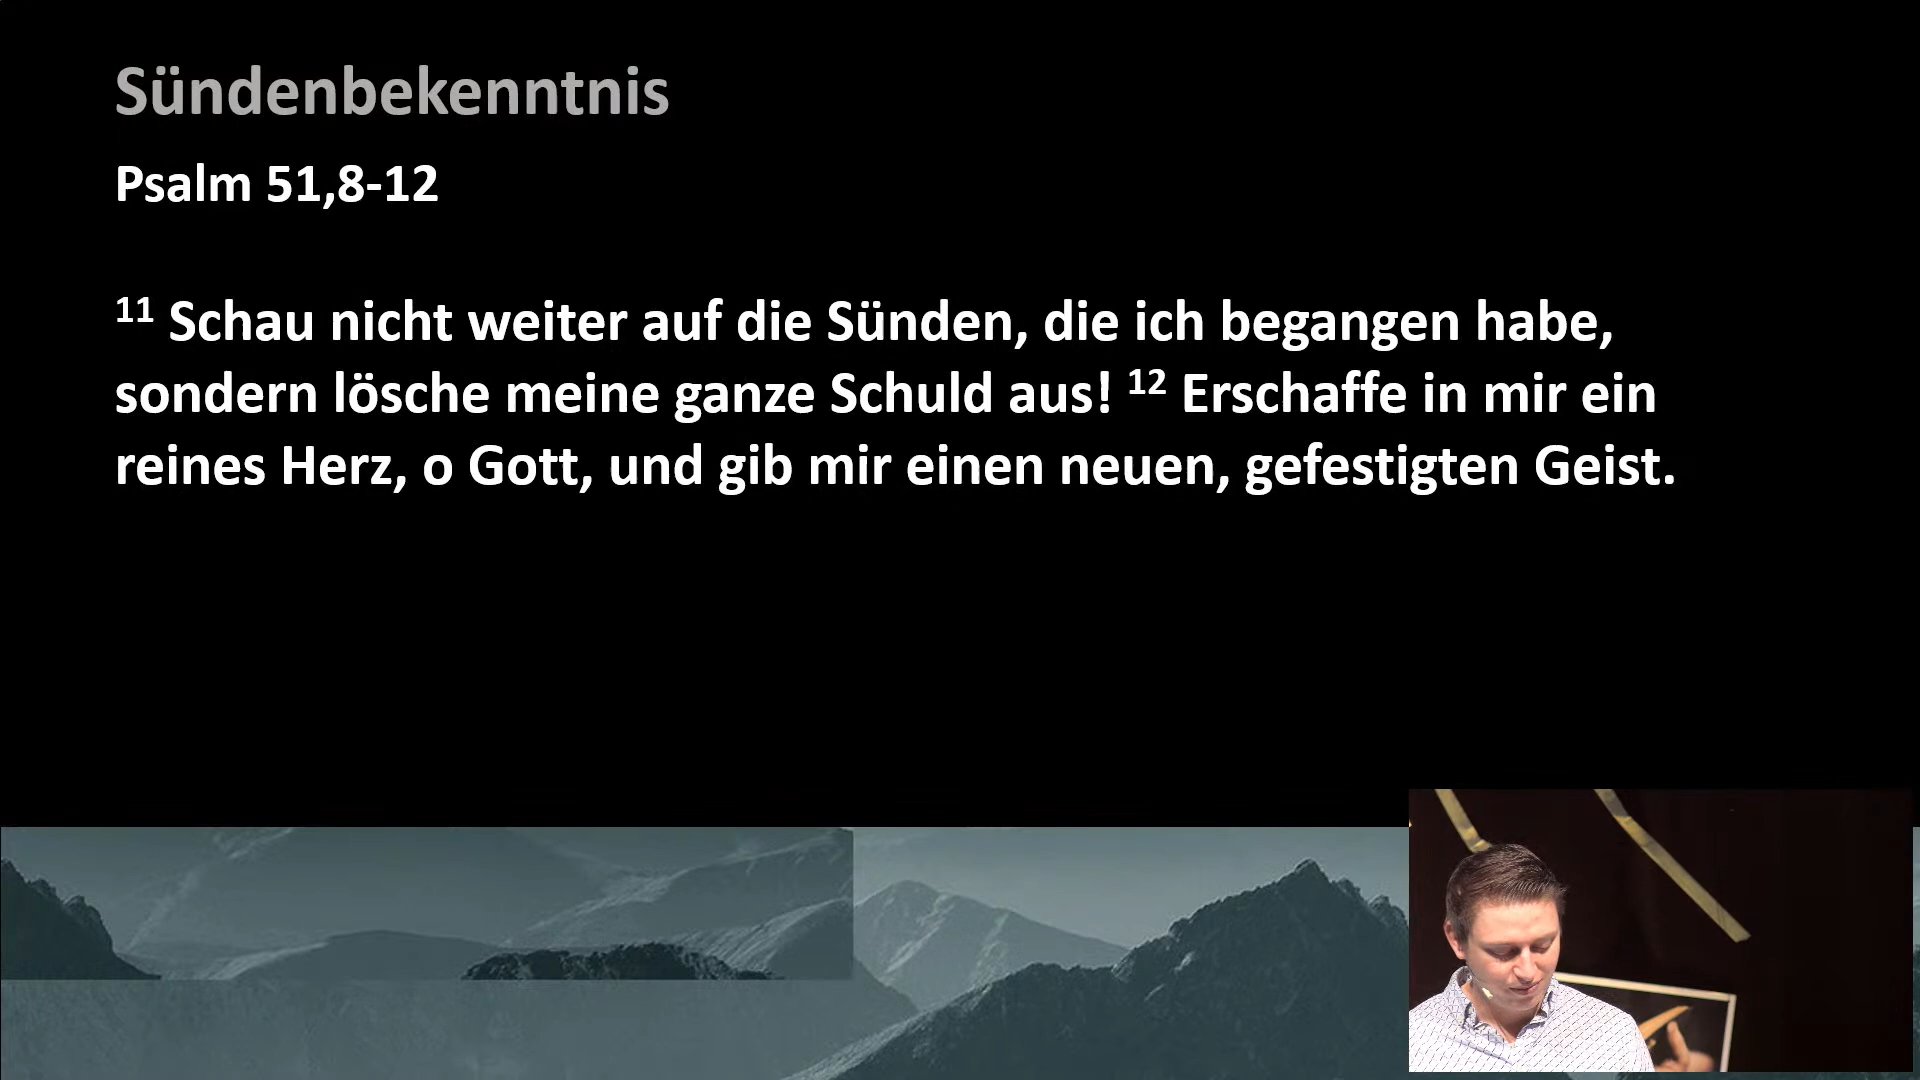 Sündenbekenntnis
Psalm 51,8-12
¹¹ Schau nicht weiter auf die Sünden, die ich begangen habe,
sondern lösche meine ganze Schuld aus! ¹² Erschaffe in mir ein
reines Herz, o Gott, und gib mir einen neuen, gefestigten Geist.